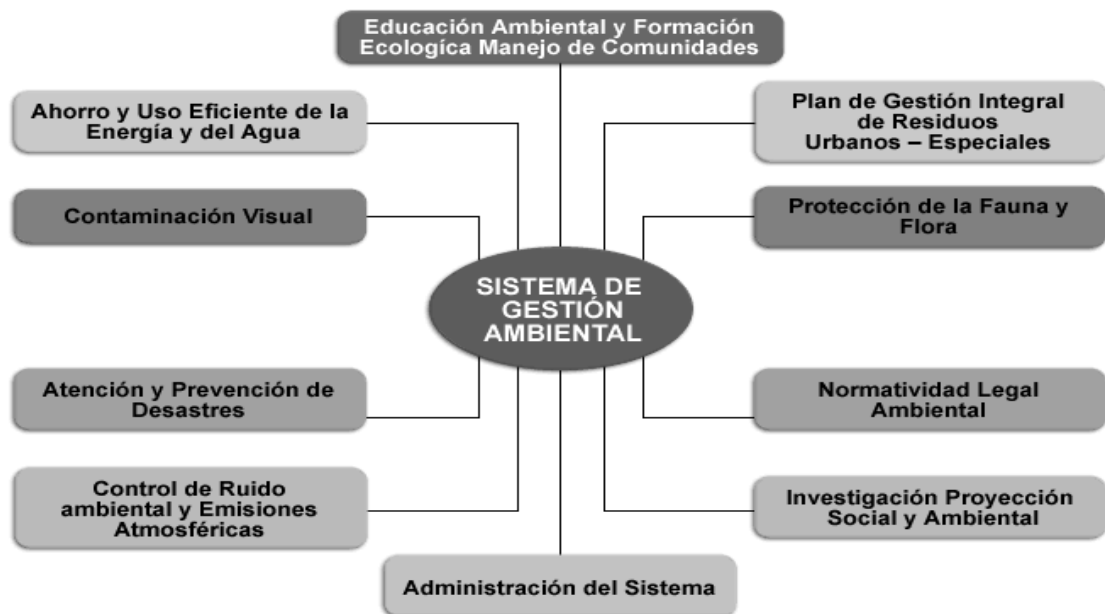 Educación Ambiental y Formación
Ecologíca Manejo de Comunidades
Ahorro y Uso Eficiente de la
Energía y del Agua
Plan de Gestión Integral
de Residuos
Urbanos – Especiales
Contaminación Visual
Protección de la Fauna y
Flora
SISTEMA DE
GESTIÓN
AMBIENTAL
Atención y Prevención de
Desastres
Normatividad Legal
Ambiental
Control de Ruido
ambiental y Emisiones
Atmosféricas
Investigación Proyección
Social y Ambiental
Administración del Sistema